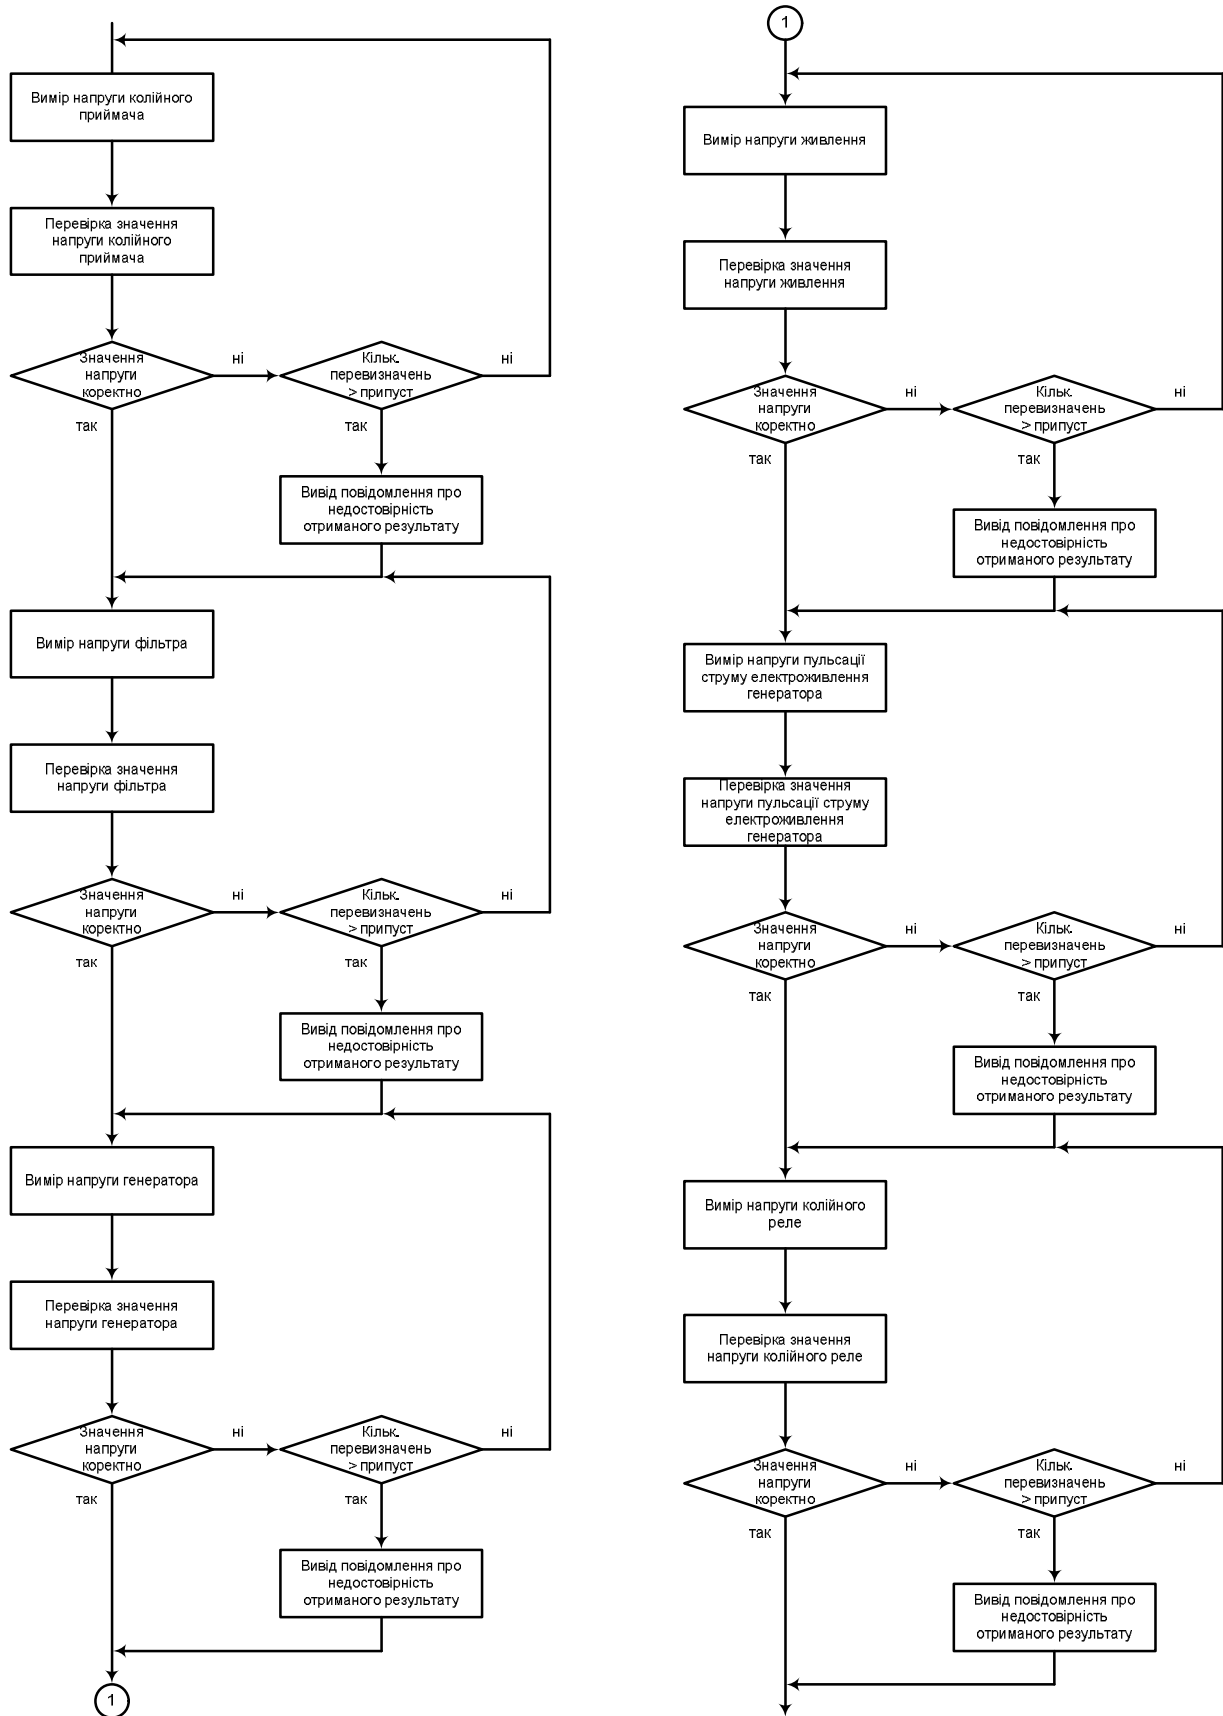 Вимір напруги колійного
приймача
Перевірка значення
напруги колійного
приймача
Значення
напруги
коректно
ні
Кільк.
перевизначень
> припуст
ні
так
так
Вивід повідомлення про
недостовірність
отриманого результату
Вимір напруги фільтра
Перевірка значення
напруги фільтра
Значення
напруги
коректно
ні
Кільк.
перевизначень
> припуст
ні
так
так
Вивід повідомлення про
недостовірність
отриманого результату
Вимір напруги генератора
Перевірка значення
напруги генератора
Значення
напруги
коректно
ні
Кільк.
перевизначень
> припуст
ні
так
так
Вивід повідомлення про
недостовірність
отриманого результату
1
1
Вимір напруги живлення
Перевірка значення
напруги живлення
Значення
напруги
коректно
ні
Кільк.
перевизначень
> припуст
ні
так
так
Вивід повідомлення про
недостовірність
отриманого результату
Вимір напруги пульсації
струму електроживлення
генератора
Перевірка значення
напруги пульсації струму
електроживлення
генератора
Значення
напруги
коректно
ні
Кільк.
перевизначень
> припуст
ні
так
так
Вивід повідомлення про
недостовірність
отриманого результату
Вимір напруги колійного
реле
Перевірка значення
напруги колійного реле
Значення
напруги
коректно
ні
Кільк.
перевизначень
> припуст
ні
так
так
Вивід повідомлення про
недостовірність
отриманого результату